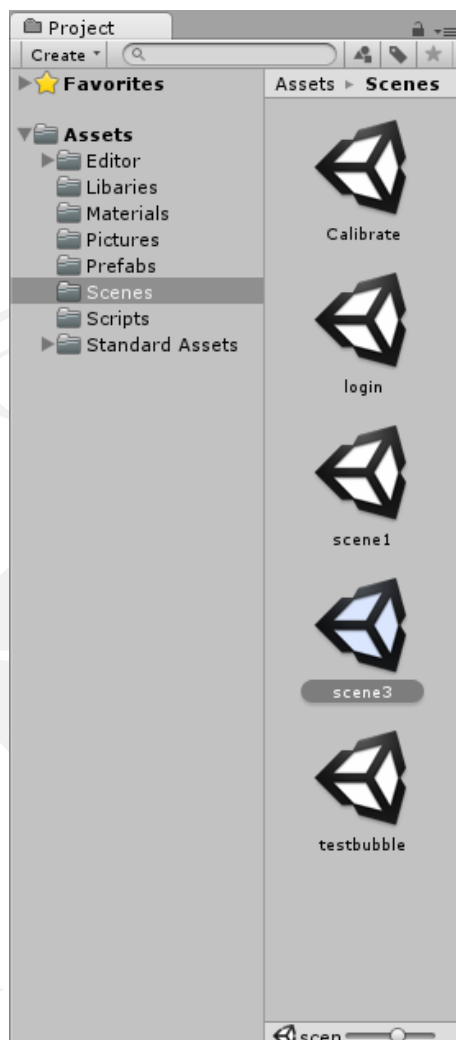 Project
Create
Favorites
Assets
Editor
Libaries
Materials
Pictures
Prefabs
Scenes
Scripts
Standard Assets
Assets Scenes
Calibrate
login
scene1
scene3
testbubble
scen